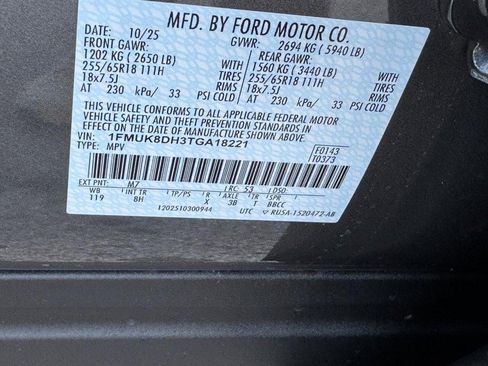 MFD. BY FORD MOTOR CO.
DATE: 10/25 GVWR: 2694 KG (5940 LB)
FRONT GAWR: REAR GAWR:
1202 KG (2650 LB) 1560 KG (3440 LB)
255/65R18 111H TIRES 255/65R18 111H TIRES
18x7.5J RIMS 18x7.5J RIMS
AT 230 kPa/ 33 PSI COLD AT 230 kPa/ 33 PSI COLD
THIS VEHICLE CONFORMS TO ALL APPLICABLE FEDERAL MOTOR
VEHICLE SAFETY AND THEFT PREVENTION STANDARDS IN
EFFECT ON THE DATE OF MANUFACTURE SHOWN ABOVE.
VIN: 1FMUK8DH3TGA18221 F0143
TYPE: MPV T0373
EXT PNT: M7 RC: 53 DSO:
WB INT TR TP/PS R AXLE TR
119 8H X 3B T BBCC
1202510300944 UTC RU5A-1520472-AB